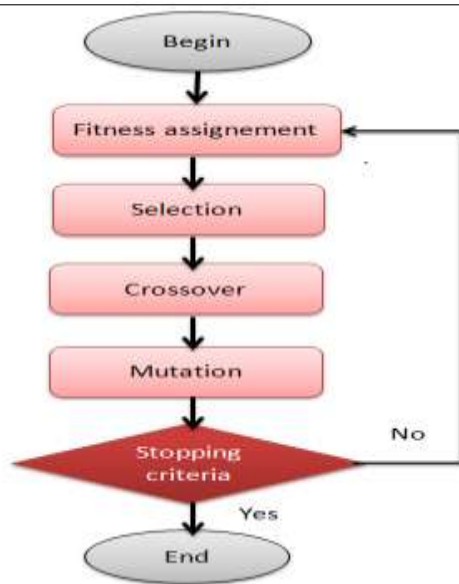 Begin
Fitness assignement
Selection
Crossover
Mutation
Stopping
criteria
No
Yes
End